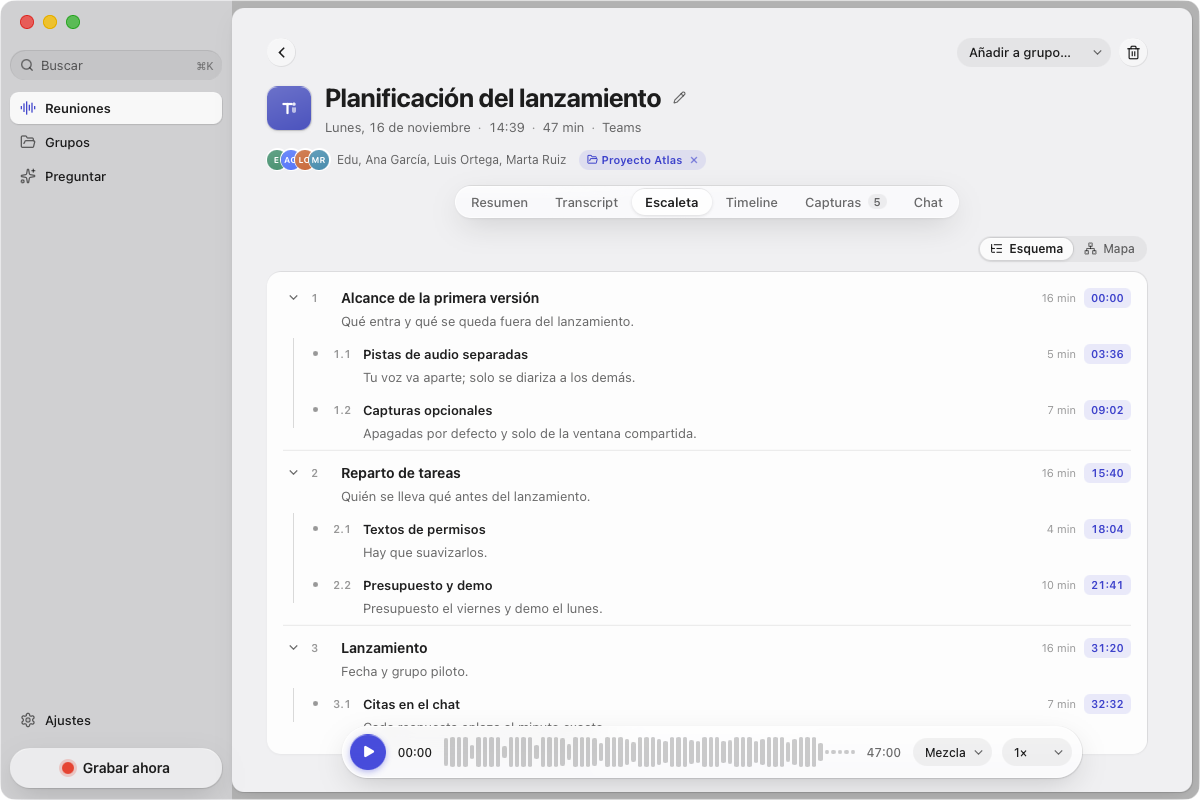 Buscar
⌘K
Reuniones
Grupos
Preguntar
Ajustes
Grabar ahora
Añadir a grupo...
Planificación del lanzamiento
Lunes, 16 de noviembre · 14:39 · 47 min · Teams
MR
Edu, Ana García, Luis Ortega, Marta Ruiz
Proyecto Atlas ×
Resumen
Transcript
Escaleta
Timeline
Capturas 5
Chat
Esquema
Mapa
1 Alcance de la primera versión 16 min 00:00
Qué entra y qué se queda fuera del lanzamiento.
1.1 Pistas de audio separadas 5 min 03:36
Tu voz va aparte; solo se diariza a los demás.
1.2 Capturas opcionales 7 min 09:02
Apagadas por defecto y solo de la ventana compartida.
2 Reparto de tareas 16 min 15:40
Quién se lleva qué antes del lanzamiento.
2.1 Textos de permisos 4 min 18:04
Hay que suavizarlos.
2.2 Presupuesto y demo 10 min 21:41
Presupuesto el viernes y demo el lunes.
3 Lanzamiento 16 min 31:20
Fecha y grupo piloto.
3.1 Citas en el chat 7 min 32:32
00:00
47:00
Mezcla
1×